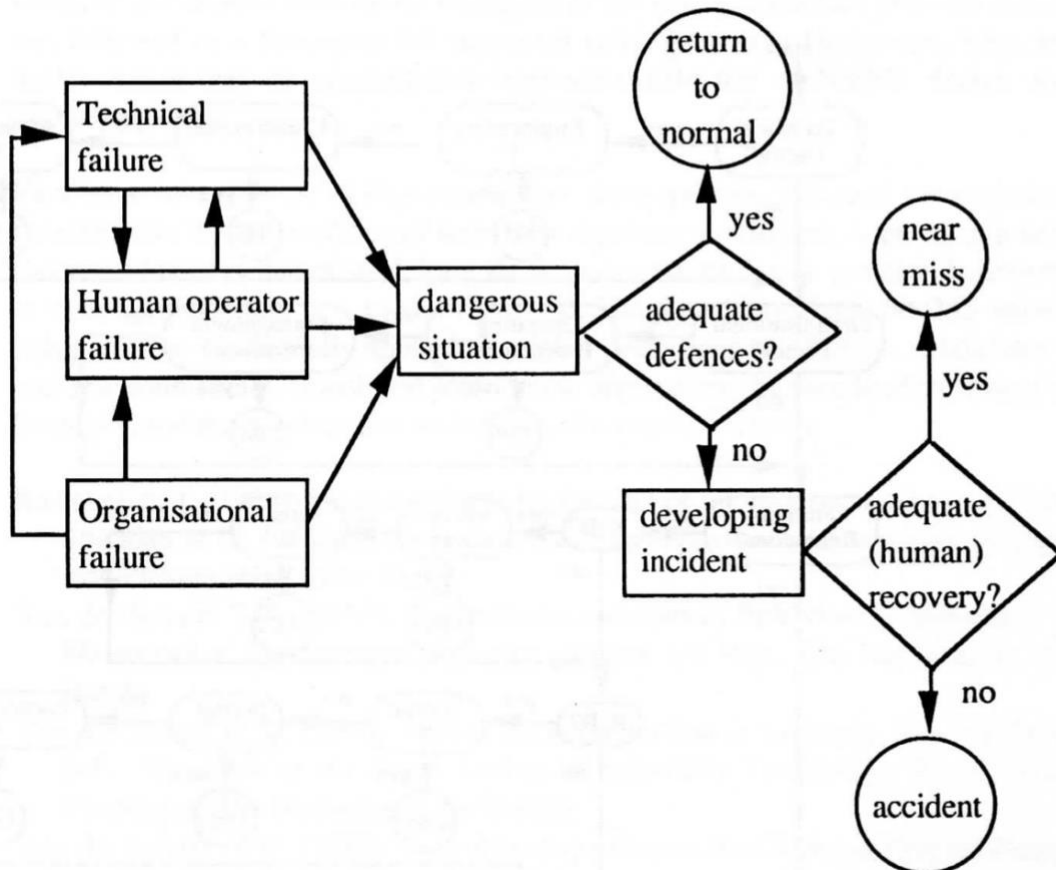 return
to
normal
Technical
failure
yes
near
miss
Human operator
failure
dangerous
situation
adequate
defences?
yes
no
Organisational
failure
developing
incident
adequate
(human)
recovery?
no
accident